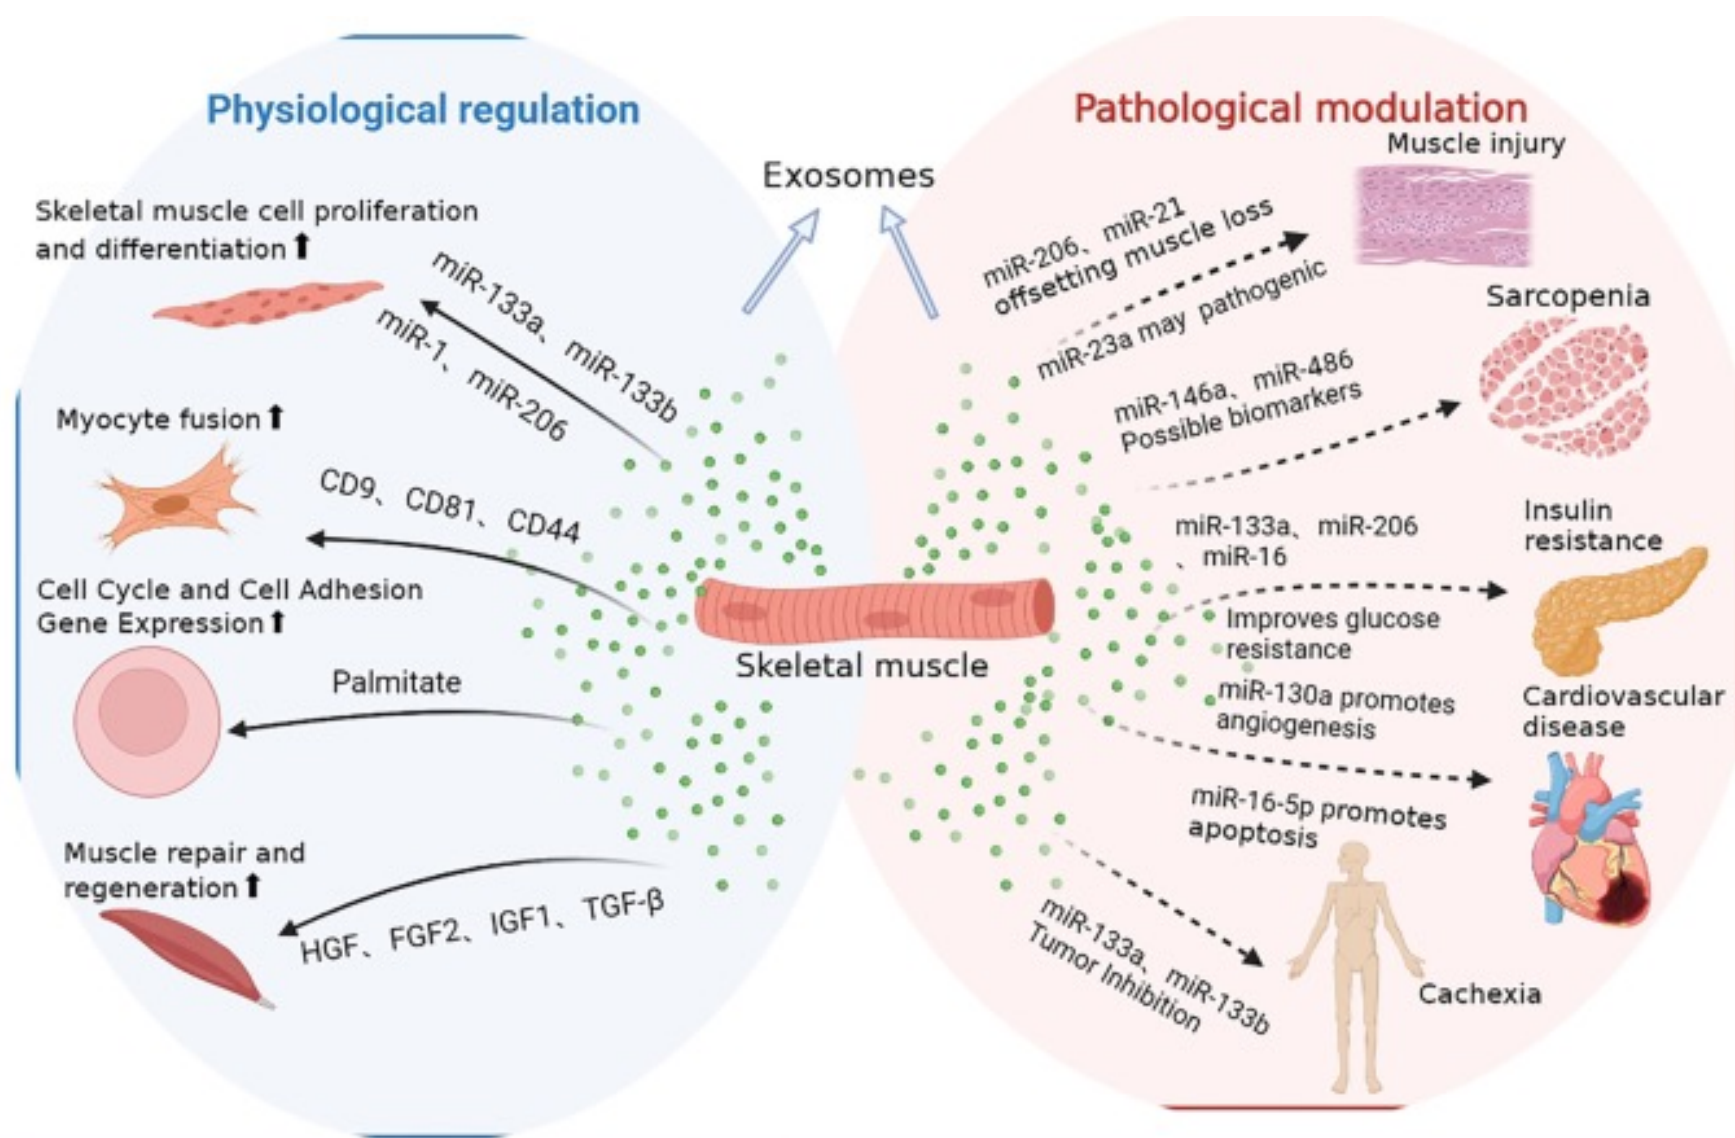 Physiological regulation
Skeletal muscle cell proliferation
and differentiation⬆
miR-133a、miR-133b
miR-1、miR-206
Myocyte fusion⬆
CD9、CD81、CD44
Cell Cycle and Cell Adhesion
Gene Expression⬆
Palmitate
Muscle repair and
regeneration⬆
HGF、FGF2、IGF1、TGF-β
Exosomes
Skeletal muscle
Pathological modulation
Muscle injury
miR-206、miR-21
offsetting muscle loss
miR-23a may pathogenic
Sarcopenia
miR-146a、miR-486
Possible biomarkers
Insulin
resistance
miR-133a、miR-206
、miR-16
Improves glucose
resistance
Cardiovascular
disease
miR-130a promotes
angiogenesis
miR-16-5p promotes
apoptosis
miR-133a、miR-133b
Tumor Inhibition
Cachexia